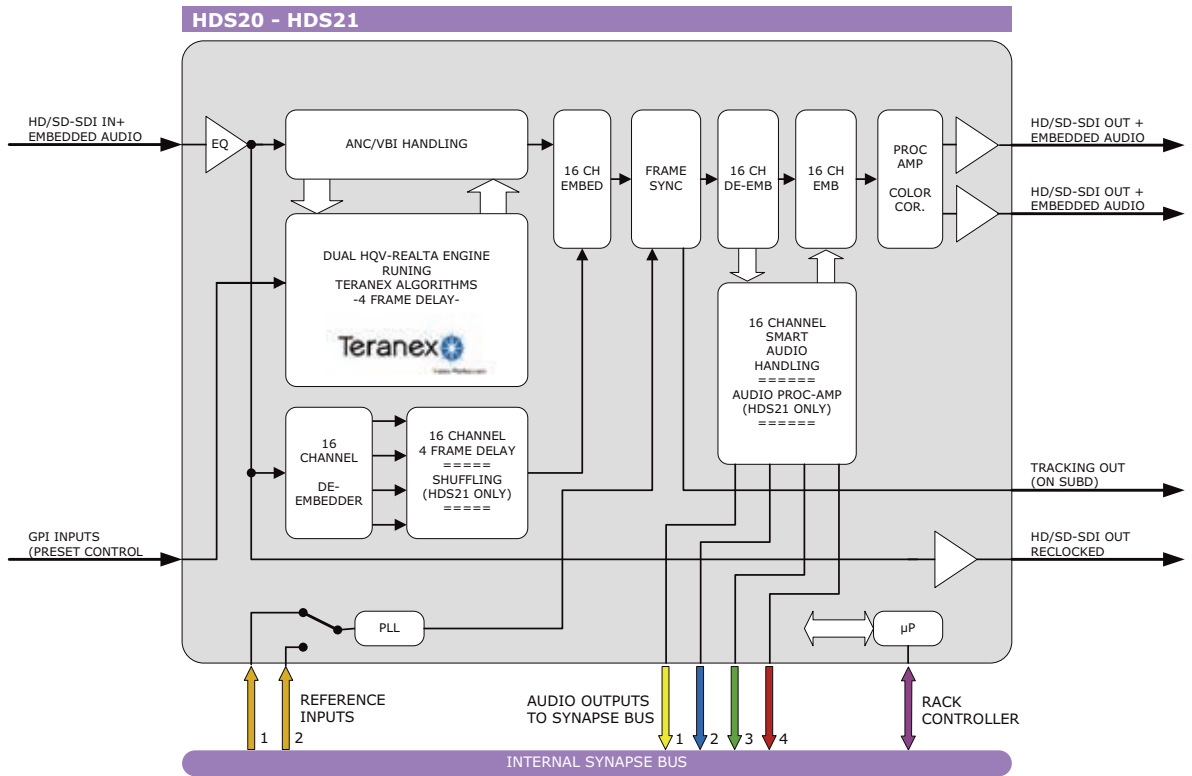 HDS20 - HDS21
HD/SD-SDI IN+
EMBEDDED AUDIO
EQ
ANC/VBI HANDLING
16 CH
EMBED
FRAME
SYNC
16 CH
DE-EMB
16 CH
EMB
PROC
AMP
COLOR
COR.
HD/SD-SDI OUT +
EMBEDDED AUDIO
HD/SD-SDI OUT +
EMBEDDED AUDIO
DUAL HQV-REALTA ENGINE
RUNING
TERANEX ALGORITHMS
-4 FRAME DELAY-
Teranex
16 CHANNEL
SMART
AUDIO
HANDLING
======
AUDIO PROC-AMP
(HDS21 ONLY)
======
16
CHANNEL
DE-
EMBEDDER
16 CHANNEL
4 FRAME DELAY
=====
SHUFFLING
(HDS21 ONLY)
=====
TRACKING OUT
(ON SUBD)
GPI INPUTS
(PRESET CONTROL
HD/SD-SDI OUT
RECLOCKED
PLL
µP
REFERENCE
INPUTS
1
2
AUDIO OUTPUTS
TO SYNAPSE BUS
1
2
3
4
RACK
CONTROLLER
INTERNAL SYNAPSE BUS